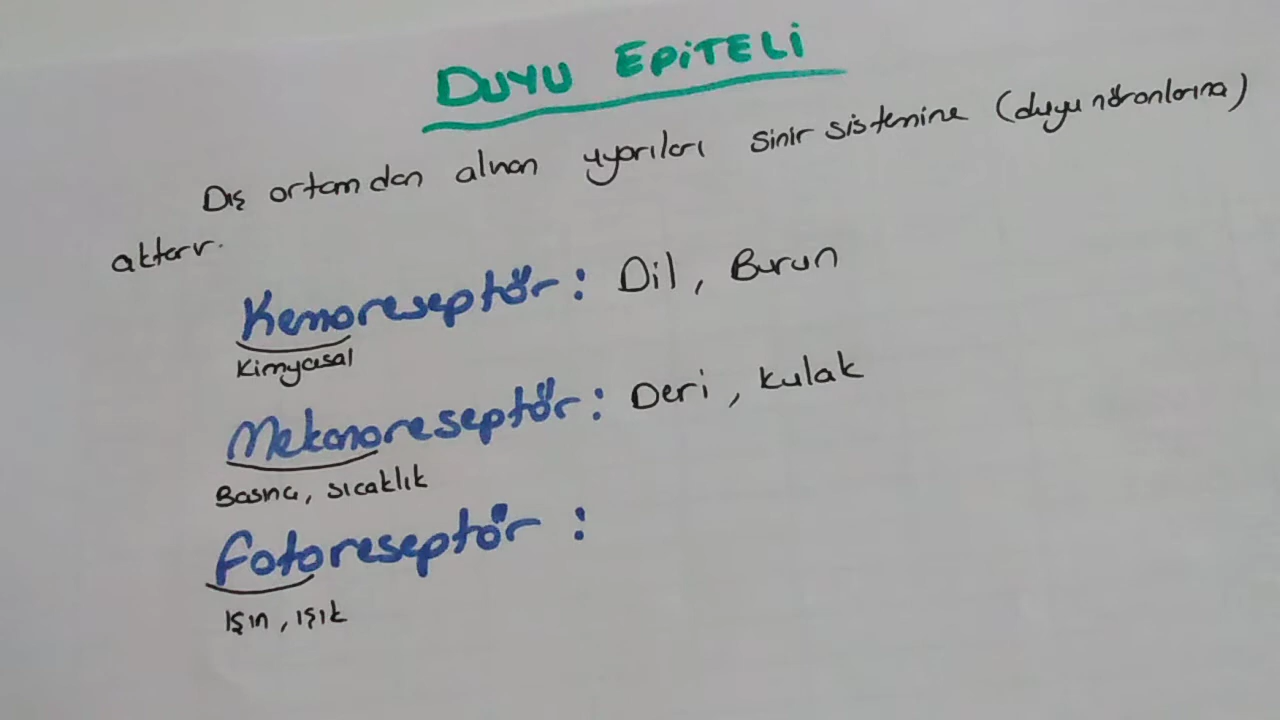 DUYU EPİTELİ
Dış ortamdan alınan uyarıları sinir sistemine (duyu nöronlarına)
aktarır.
Kemoreseptör: Dil, Burun
Kimyasal
Mekanoreseptör: Deri, kulak
Basınç, sıcaklık
Fotoreseptör:
Işın, ışık